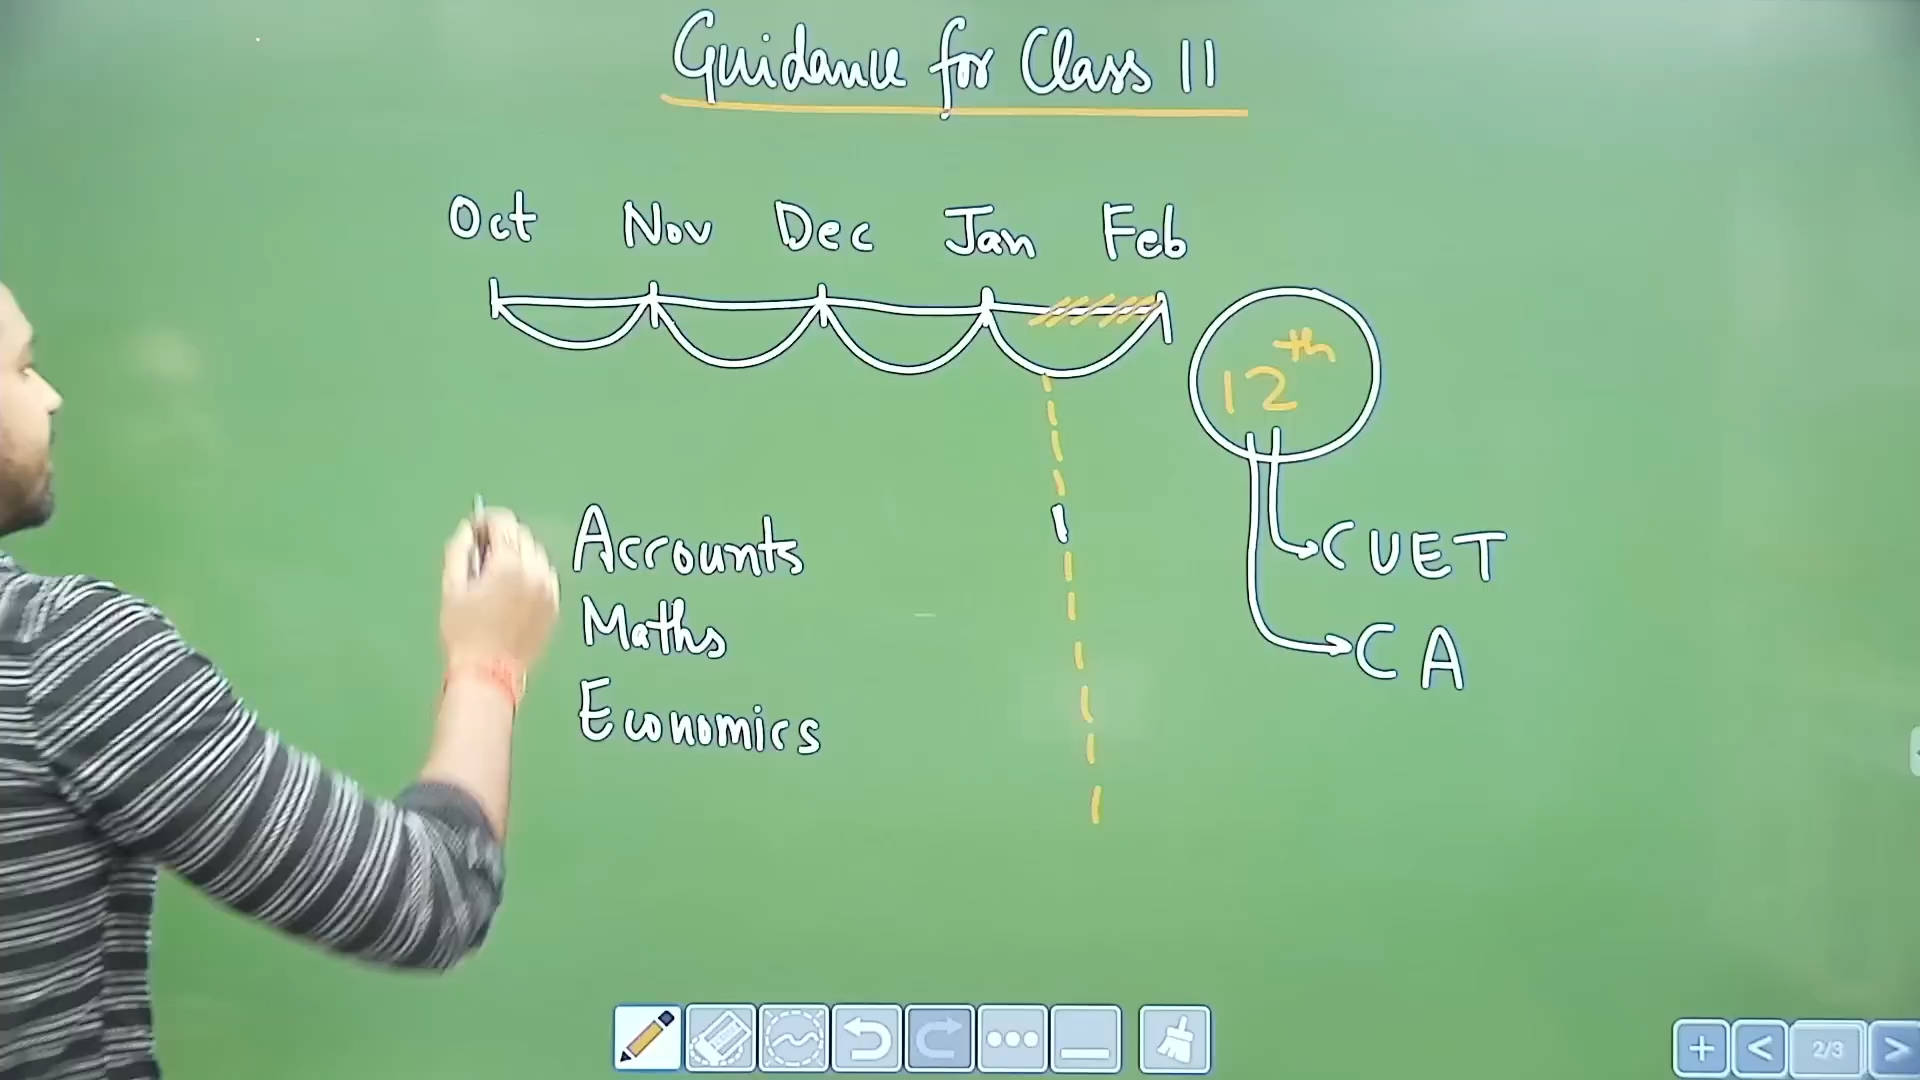 Guidance for Class 11
Oct Nov Dec Jan Feb
12th
Accounts
Maths
Economics
CUET
CA
2/3